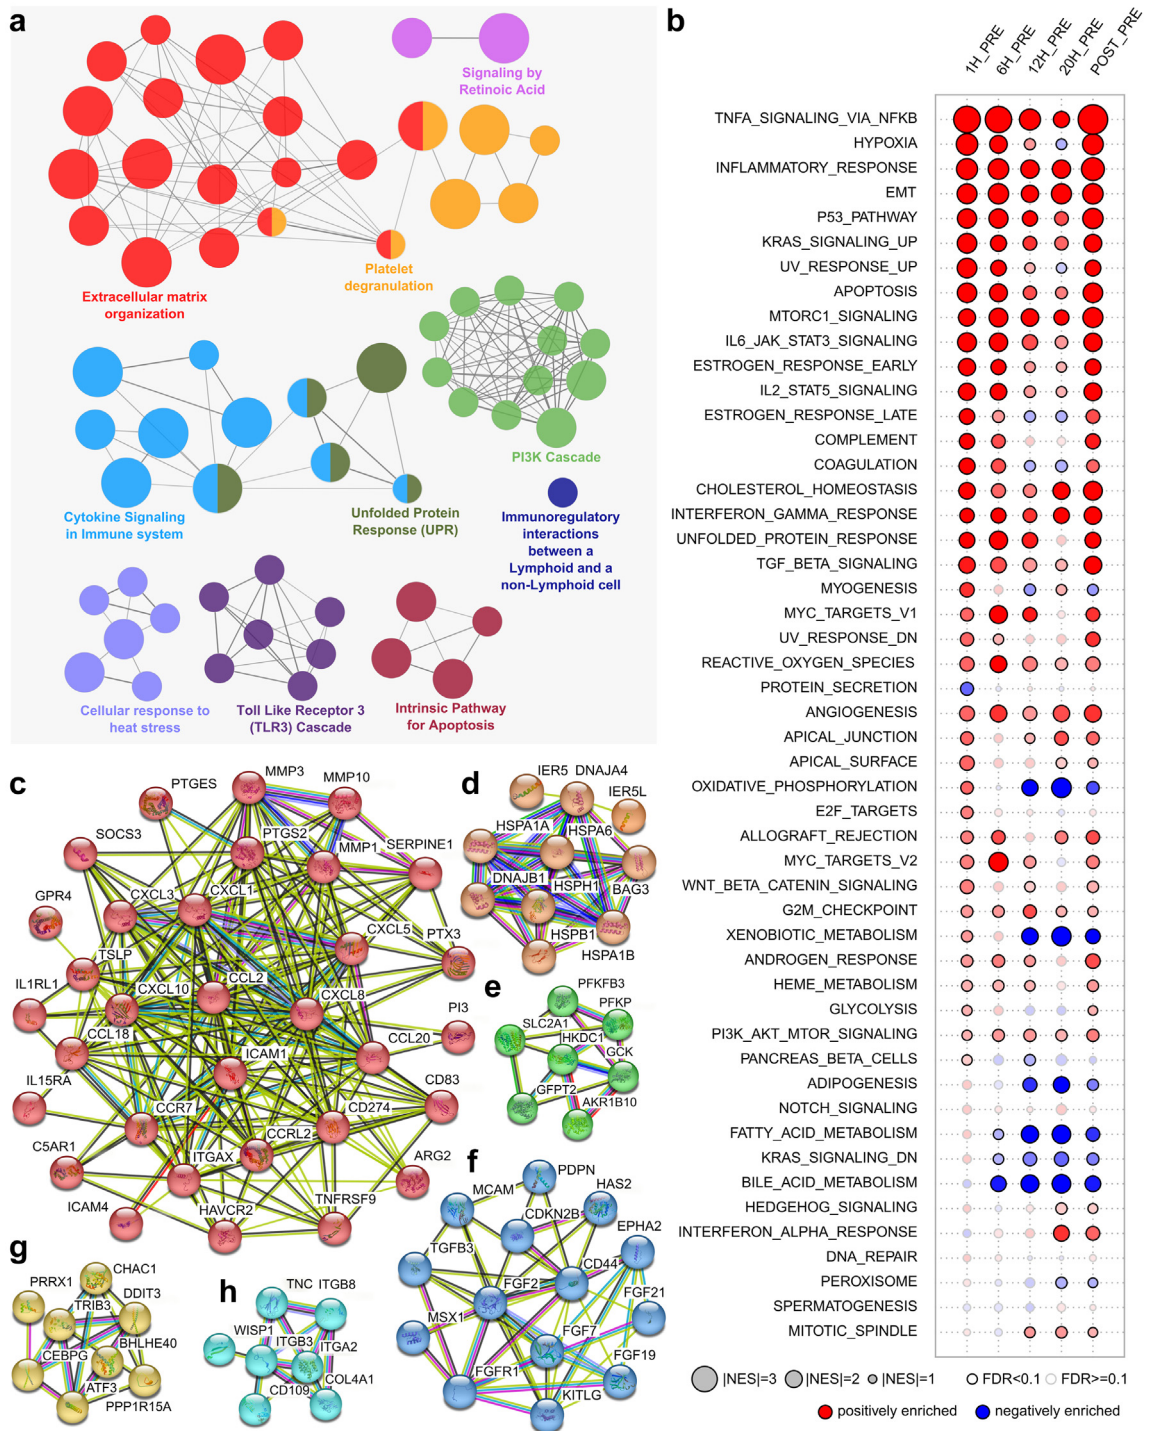 a
Signaling by
Retinoic Acid
Extracellular matrix
organization
Platelet
degranulation
PI3K Cascade
Cytokine Signaling
in Immune system
Unfolded Protein
Response (UPR)
Immunoregulatory
interactions
between a
Lymphoid and a
non-Lymphoid cell
Cellular response to
heat stress
Toll Like Receptor 3
(TLR3) Cascade
Intrinsic Pathway
for Apoptosis
b
1H_PRE
6H_PRE
12H_PRE
20H_PRE
POST_PRE
TNFA_SIGNALING_VIA_NFKB
HYPOXIA
INFLAMMATORY_RESPONSE
EMT
P53_PATHWAY
KRAS_SIGNALING_UP
UV_RESPONSE_UP
APOPTOSIS
MTORC1_SIGNALING
IL6_JAK_STAT3_SIGNALING
ESTROGEN_RESPONSE_EARLY
IL2_STAT5_SIGNALING
ESTROGEN_RESPONSE_LATE
COMPLEMENT
COAGULATION
CHOLESTEROL_HOMEOSTASIS
INTERFERON_GAMMA_RESPONSE
UNFOLDED_PROTEIN_RESPONSE
TGF_BETA_SIGNALING
MYOGENESIS
MYC_TARGETS_V1
UV_RESPONSE_DN
REACTIVE_OXYGEN_SPECIES
PROTEIN_SECRETION
ANGIOGENESIS
APICAL_JUNCTION
APICAL_SURFACE
OXIDATIVE_PHOSPHORYLATION
E2F_TARGETS
ALLOGRAFT_REJECTION
MYC_TARGETS_V2
WNT_BETA_CATENIN_SIGNALING
G2M_CHECKPOINT
XENOBIOTIC_METABOLISM
ANDROGEN_RESPONSE
HEME_METABOLISM
GLYCOLYSIS
PI3K_AKT_MTOR_SIGNALING
PANCREAS_BETA_CELLS
ADIPOGENESIS
NOTCH_SIGNALING
FATTY_ACID_METABOLISM
KRAS_SIGNALING_DN
BILE_ACID_METABOLISM
HEDGEHOG_SIGNALING
INTERFERON_ALPHA_RESPONSE
DNA_REPAIR
PEROXISOME
SPERMATOGENESIS
MITOTIC_SPINDLE
|NES|=3 |NES|=2 |NES|=1 FDR<0.1 FDR>=0.1
positively enriched negatively enriched
c
MMP3
MMP10
PTGES
PTGS2
SOCS3
MMP1
SERPINE1
CXCL3
CXCL1
GPR4
CXCL5
PTX3
TSLP
CCL2
IL1RL1
CXCL10
CXCL8
PI3
CCL18
CCL20
ICAM1
IL15RA
CD83
CCR7
CD274
CCRL2
C5AR1
ITGAX
ARG2
ICAM4
HAVCR2
TNFRSF9
d
IER5
DNAJA4
IER5L
HSPA1A
HSPA6
DNAJB1
HSPH1
BAG3
HSPB1
HSPA1B
e
PFKFB3
PFKP
SLC2A1
HKDC1
GCK
GFPT2
AKR1B10
f
PDPN
MCAM
HAS2
CDKN2B
EPHA2
TGFB3
CD44
FGF2
FGF21
MSX1
FGF7
FGF19
FGFR1
KITLG
g
CHAC1
PRRX1
DDIT3
TRIB3
BHLHE40
CEBPG
ATF3
PPP1R15A
h
TNC
ITGB8
WISP1
ITGB3
ITGA2
COL4A1
CD109